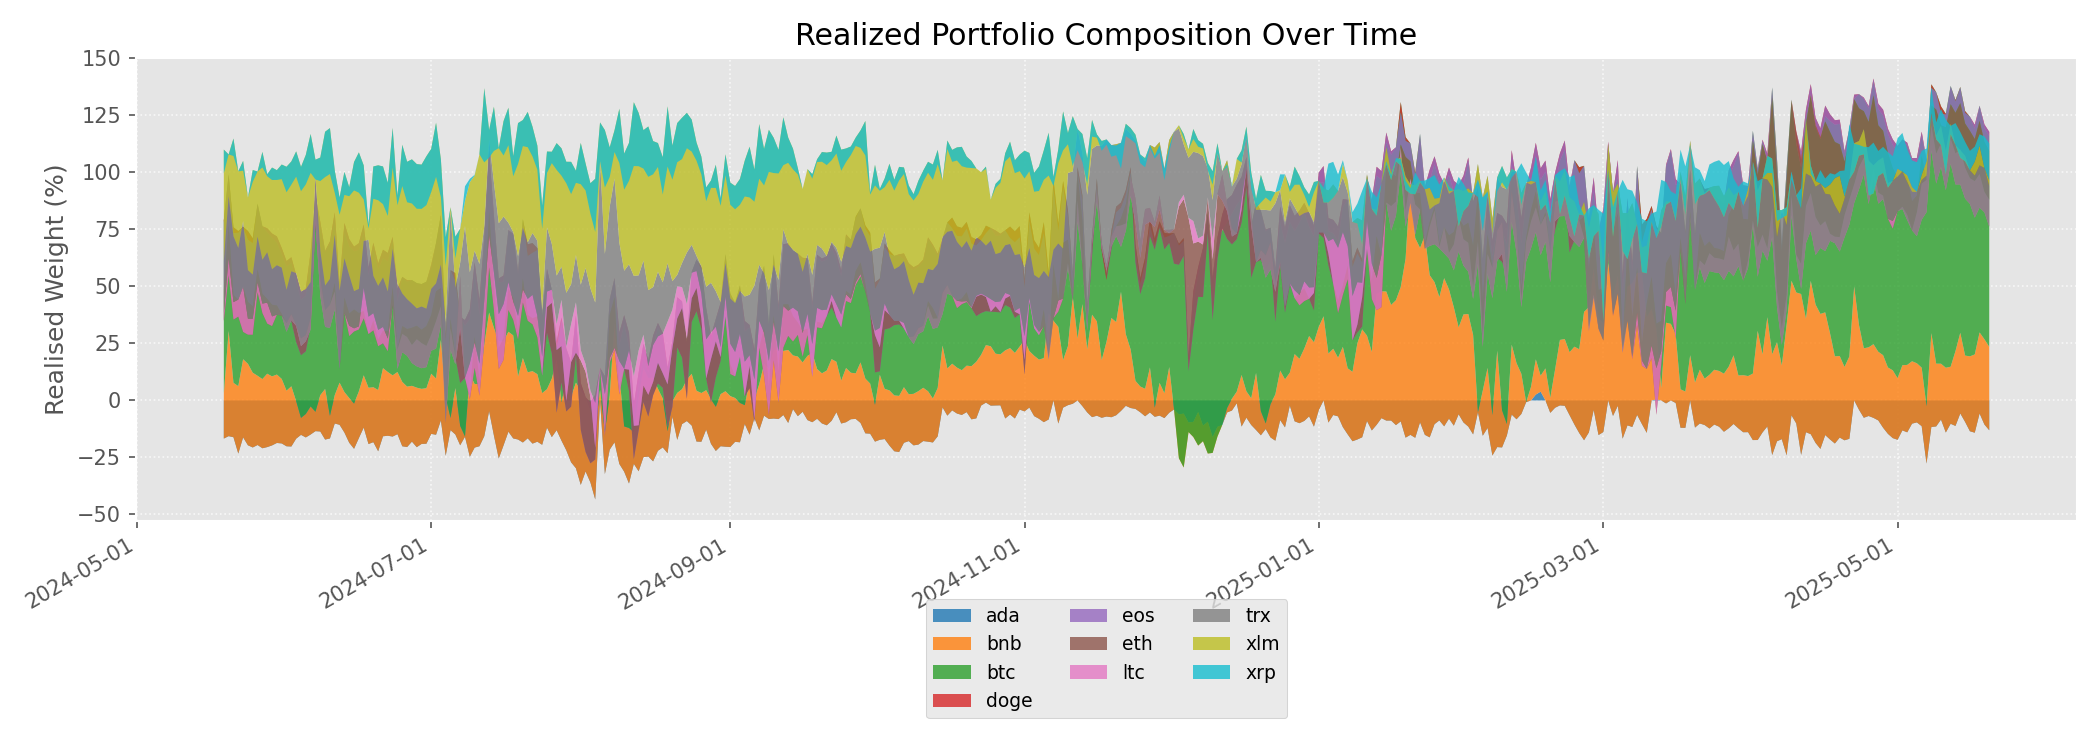 Realized Portfolio Composition Over Time
Realised Weight (%)
150
125
100
75
50
25
0
−25
−50
2024-05-01
2024-07-01
2024-09-01
2024-11-01
2025-01-01
2025-03-01
2025-05-01
ada
bnb
btc
doge
eos
eth
ltc
trx
xlm
xrp